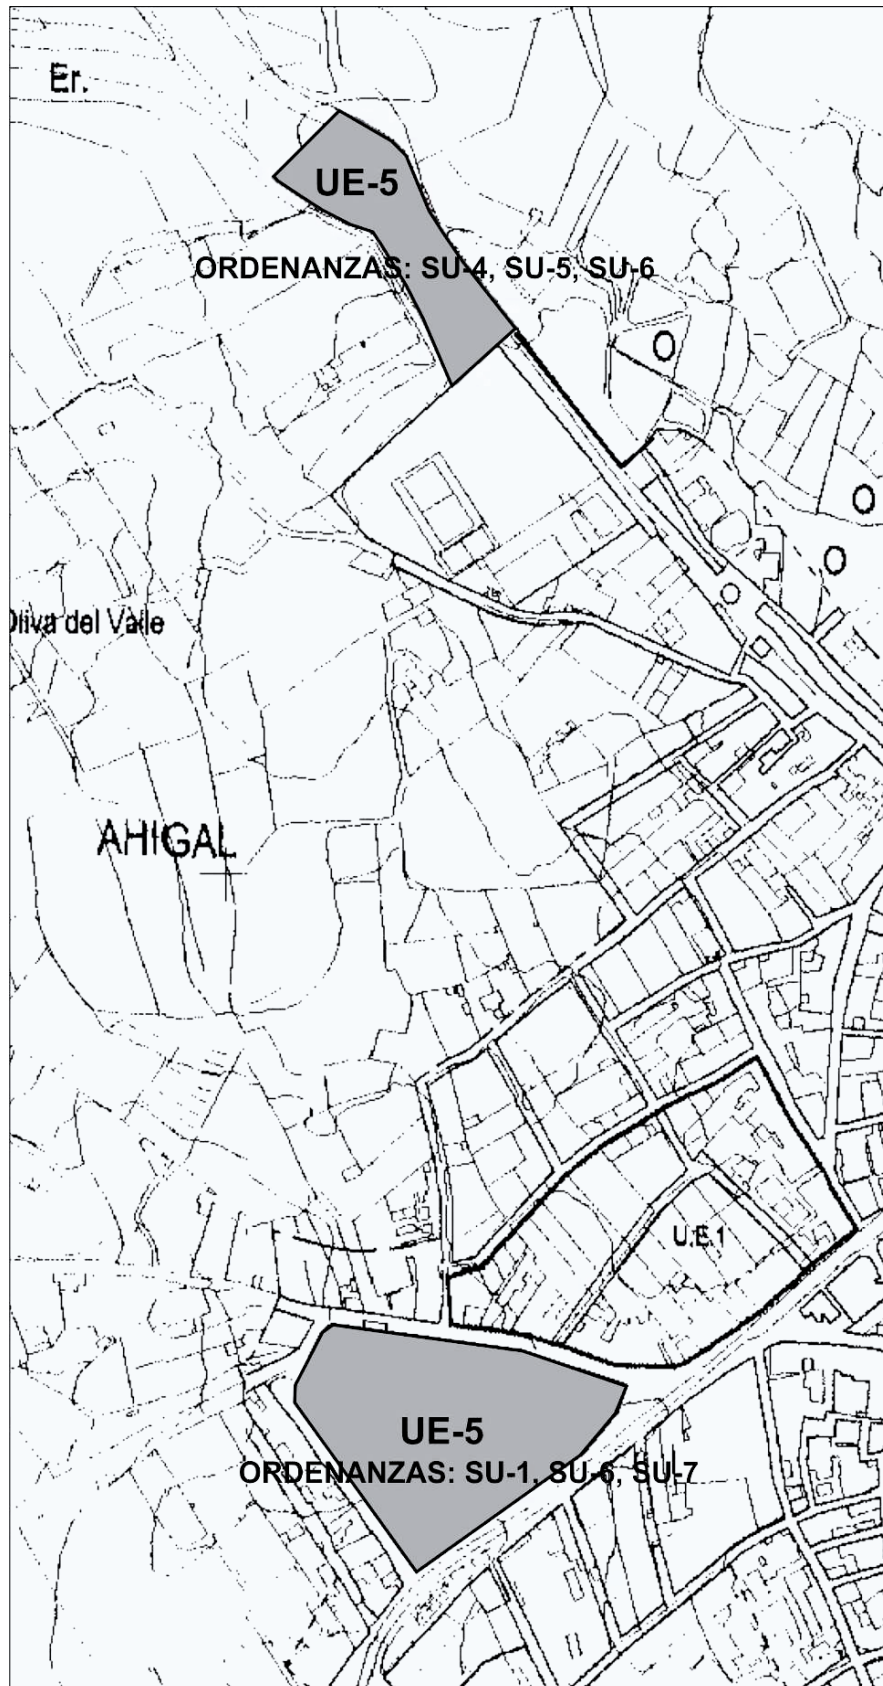 Er.
UE-5
ORDENANZAS: SU-4, SU-5, SU-6
O
O
O
O
Oliva del Valle
AHIGAL
U.E.1
UE-5
ORDENANZAS: SU-1, SU-6, SU-7